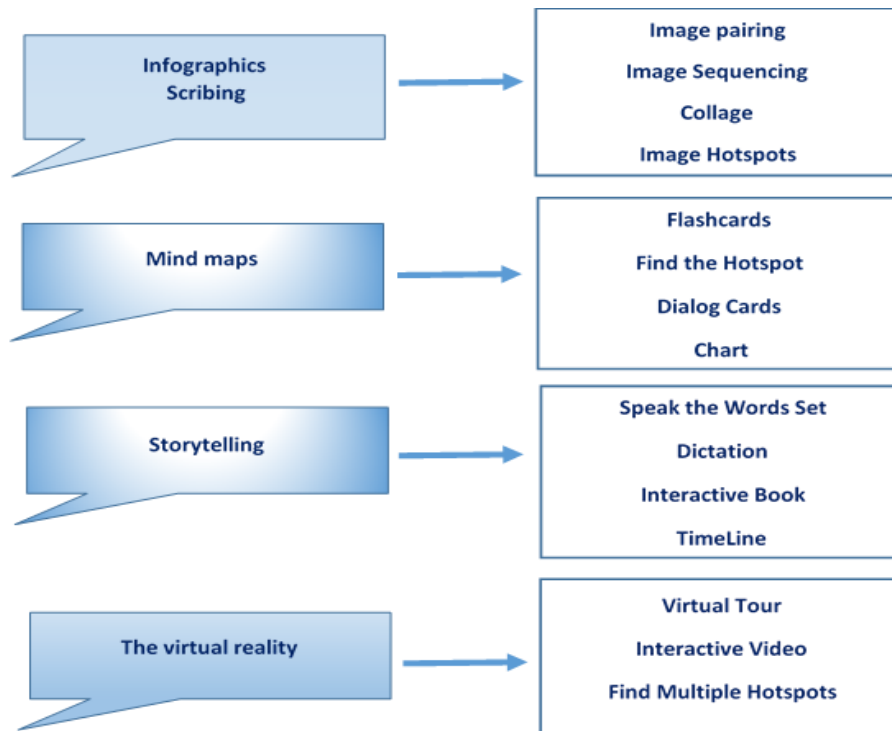 Infographics
Scribing
Image pairing
Image Sequencing
Collage
Image Hotspots
Mind maps
Flashcards
Find the Hotspot
Dialog Cards
Chart
Storytelling
Speak the Words Set
Dictation
Interactive Book
TimeLine
The virtual reality
Virtual Tour
Interactive Video
Find Multiple Hotspots